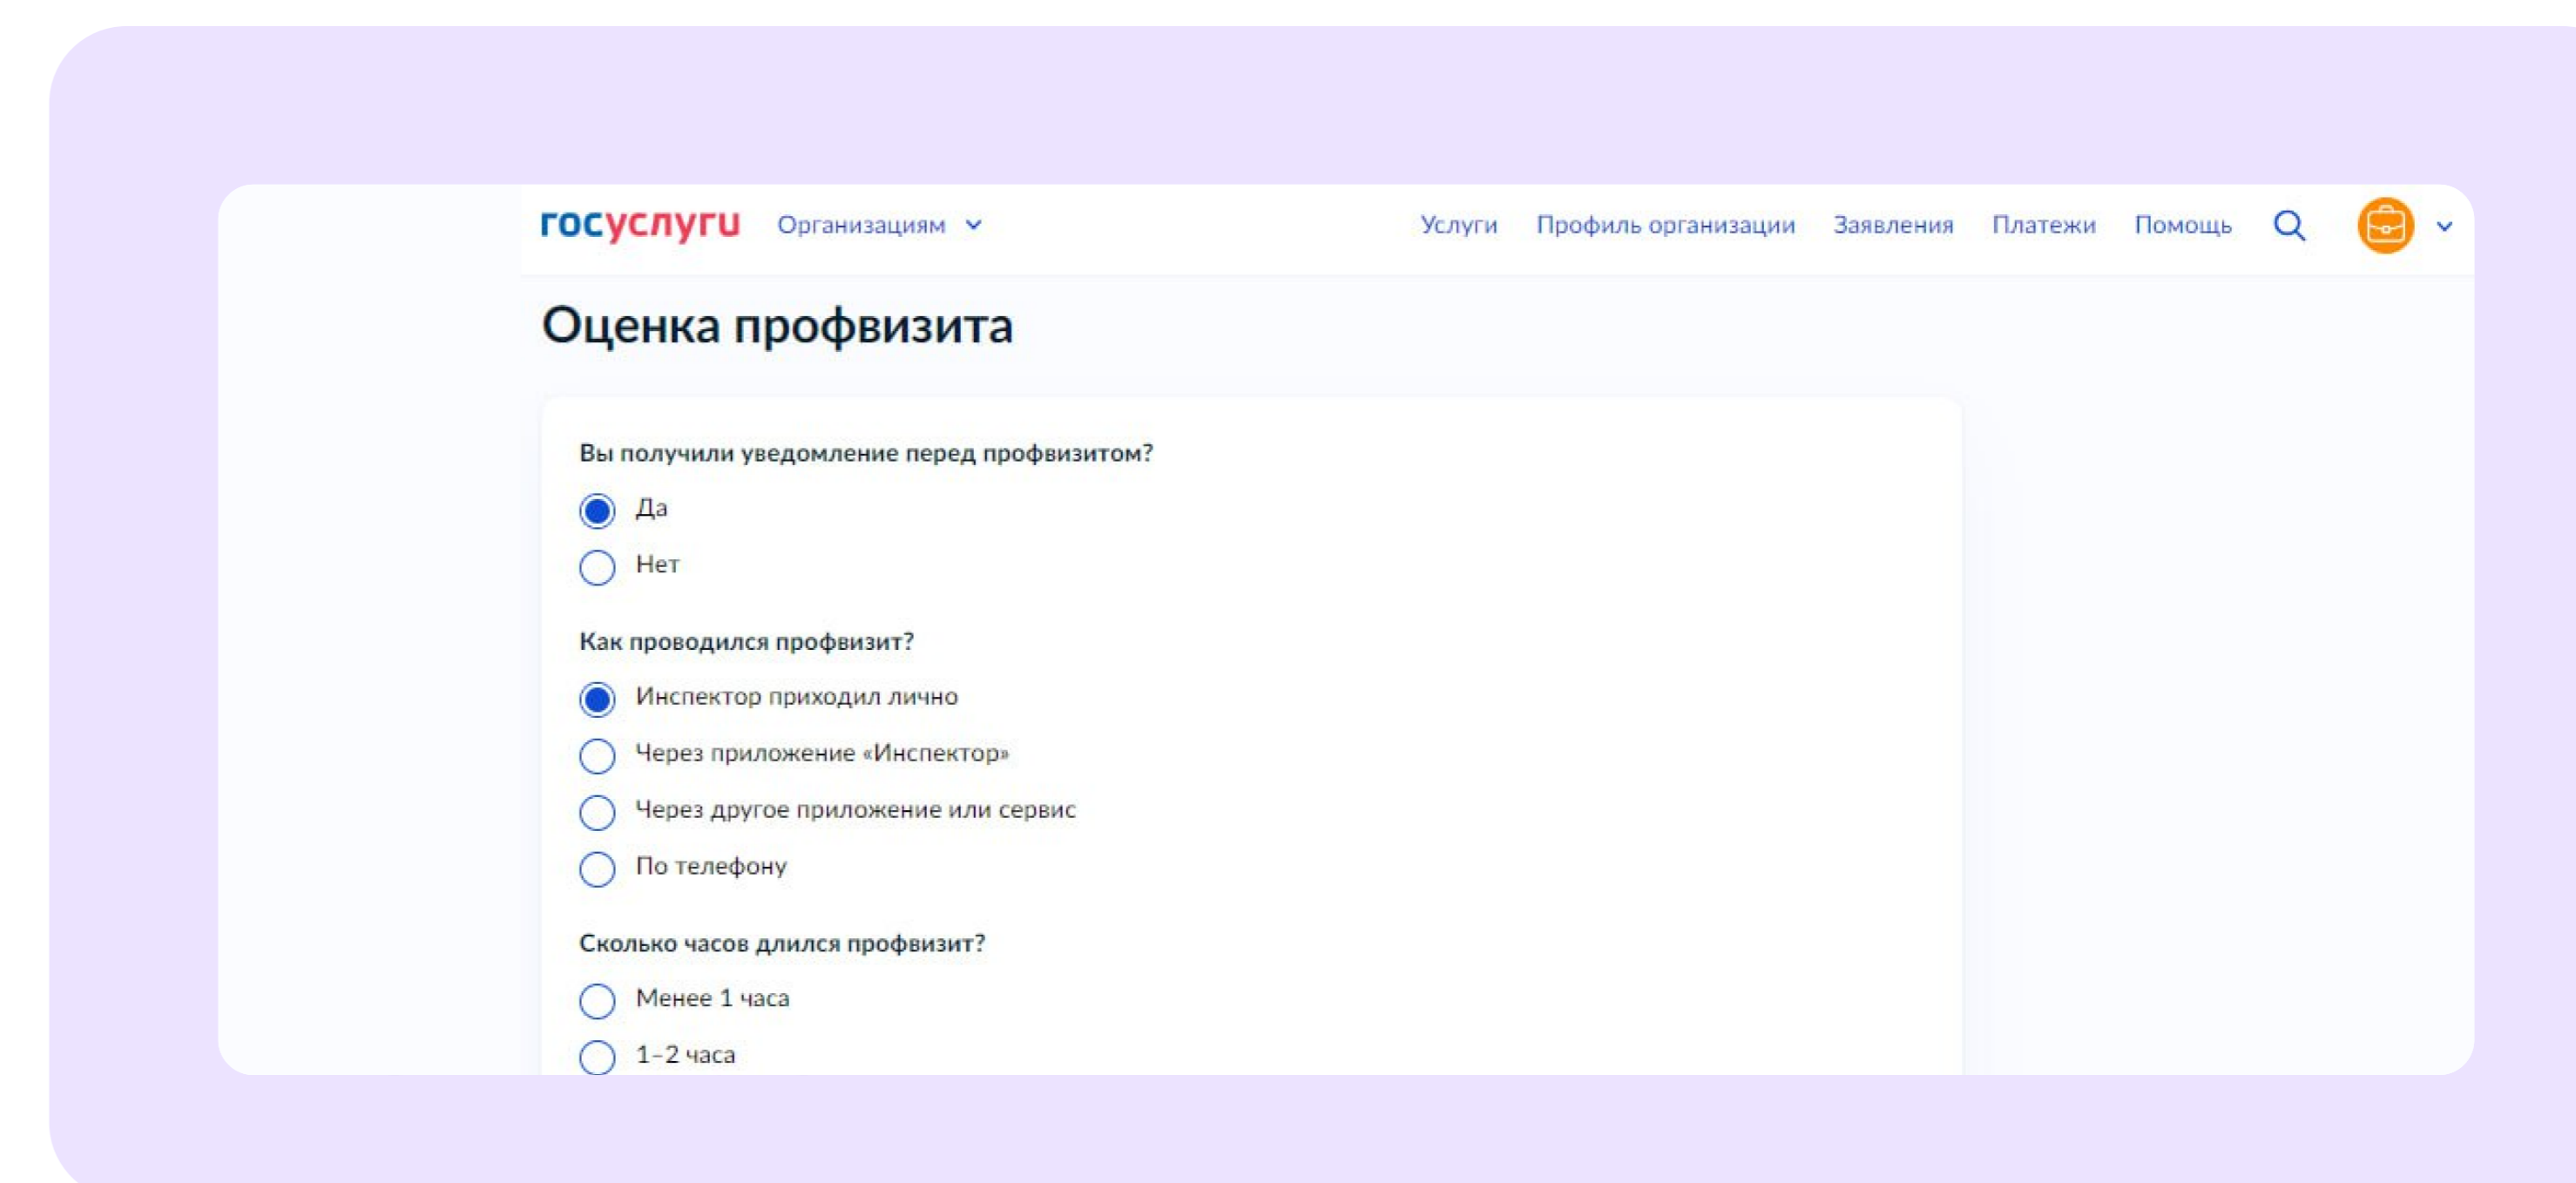 госуслуги Организациям Услуги Профиль организации Заявления Платежи Помощь
Оценка профвизита
Вы получили уведомление перед профвизитом?
Да
Нет
Как проводился профвизит?
Инспектор приходил лично
Через приложение «Инспектор»
Через другое приложение или сервис
По телефону
Сколько часов длился профвизит?
Менее 1 часа
1–2 часа